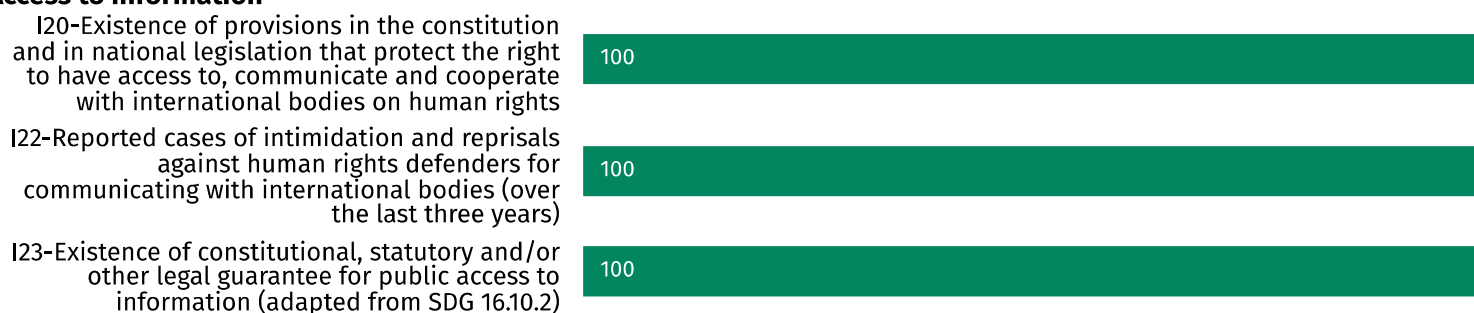 Access to information
I20-Existence of provisions in the constitution
and in national legislation that protect the right
to have access to, communicate and cooperate
with international bodies on human rights
100
I22-Reported cases of intimidation and reprisals
against human rights defenders for
communicating with international bodies (over
the last three years)
100
I23-Existence of constitutional, statutory and/or
other legal guarantee for public access to
information (adapted from SDG 16.10.2)
100